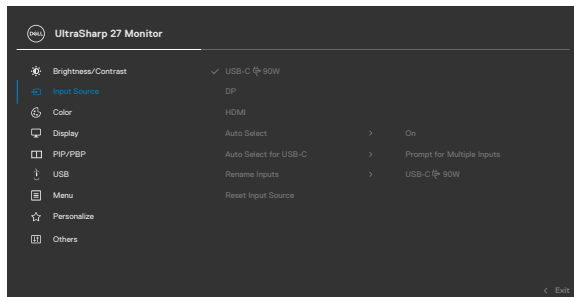 DELL UltraSharp 27 Monitor
Brightness/Contrast USB-C 90W
Input Source DP
Color HDMI
Display Auto Select > On
PIP/PBP Auto Select for USB-C > Prompt for Multiple Inputs
USB Rename Inputs > USB-C 90W
Menu Reset Input Source
Personalize
Others
< Exit